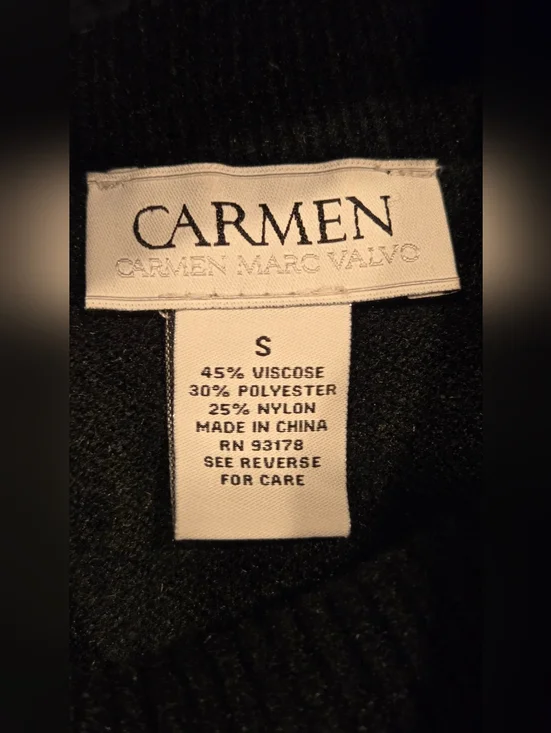 CARMEN
CARMEN MARC VALVO
S
45% VISCOSE
30% POLYESTER
25% NYLON
MADE IN CHINA
RN 93178
SEE REVERSE
FOR CARE